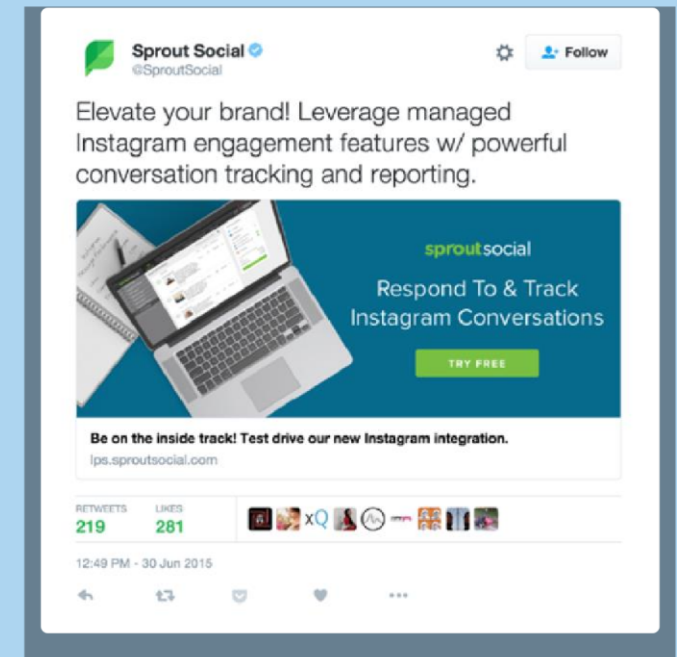 Sprout Social
@SproutSocial
Follow
Elevate your brand! Leverage managed
Instagram engagement features w/ powerful
conversation tracking and reporting.
sproutsocial
Respond To & Track
Instagram Conversations
TRY FREE
Be on the inside track! Test drive our new Instagram integration.
lps.sproutsocial.com
RETWEETS LIKES
219 281
xQ
12:49 PM - 30 Jun 2015